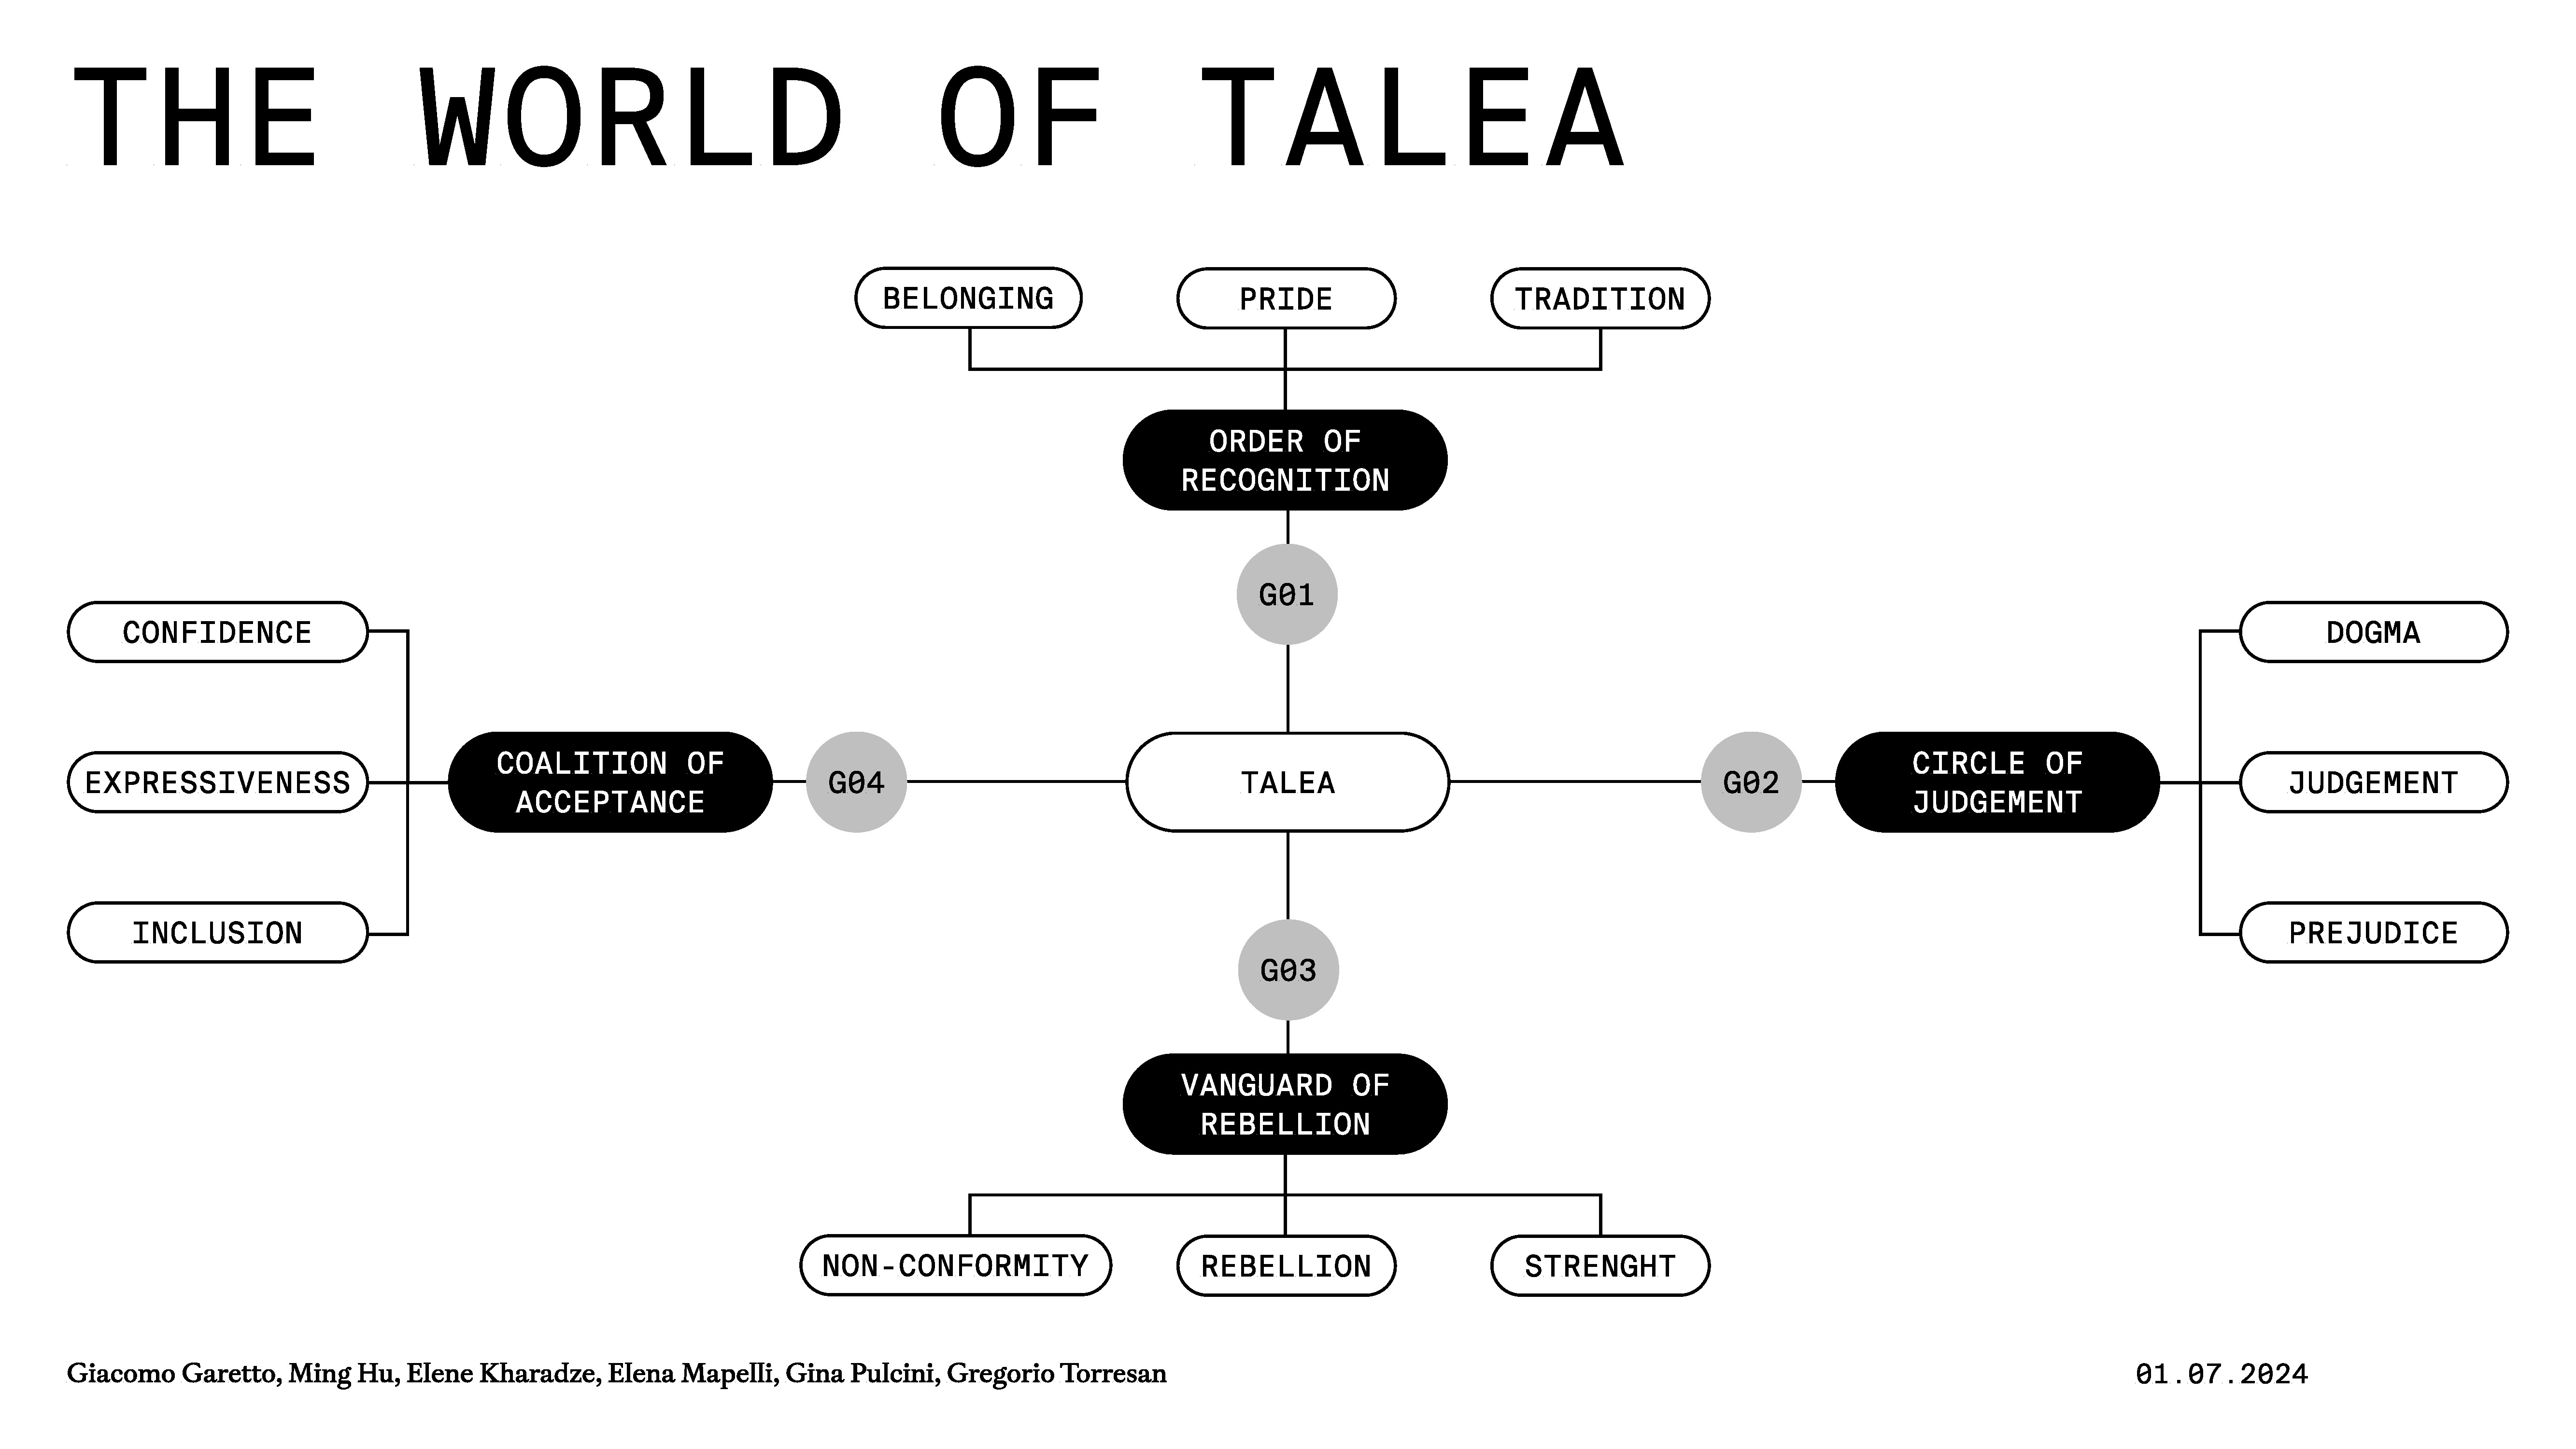 THE WORLD OF TALEA
BELONGING
PRIDE
TRADITION
ORDER OF
RECOGNITION
G01
CONFIDENCE
EXPRESSIVENESS
INCLUSION
COALITION OF
ACCEPTANCE
G04
TALEA
G02
CIRCLE OF
JUDGEMENT
DOGMA
JUDGEMENT
PREJUDICE
G03
VANGUARD OF
REBELLION
NON-CONFORMITY
REBELLION
STRENGHT
Giacomo Garetto, Ming Hu, Elene Kharadze, Elena Mapelli, Gina Pulcini, Gregorio Torresan
01.07.2024